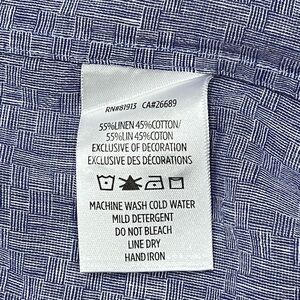 RN#81913 CA#26689
55%LINEN 45%COTTON/
55%LIN 45%COTON
EXCLUSIVE OF DECORATION
EXCLUSIVE DES DÉCORATIONS
MACHINE WASH COLD WATER
MILD DETERGENT
DO NOT BLEACH
LINE DRY
HAND IRON